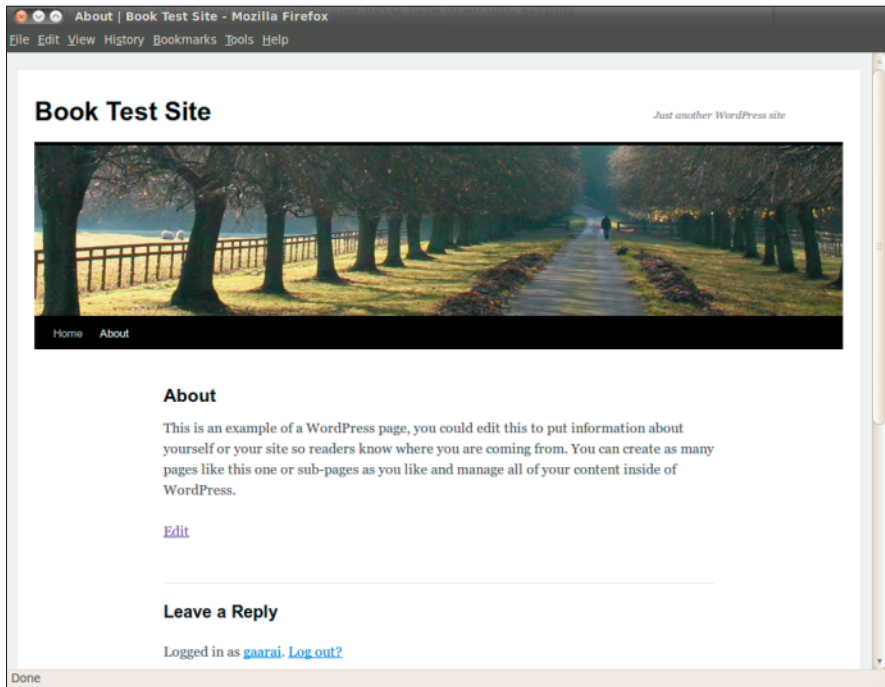 About | Book Test Site - Mozilla Firefox
File Edit View History Bookmarks Tools Help
Book Test Site
Just another WordPress site
Home About
About
This is an example of a WordPress page, you could edit this to put information about
yourself or your site so readers know where you are coming from. You can create as many
pages like this one or sub-pages as you like and manage all of your content inside of
WordPress.
Edit
Leave a Reply
Logged in as gaarai. Log out?
Done